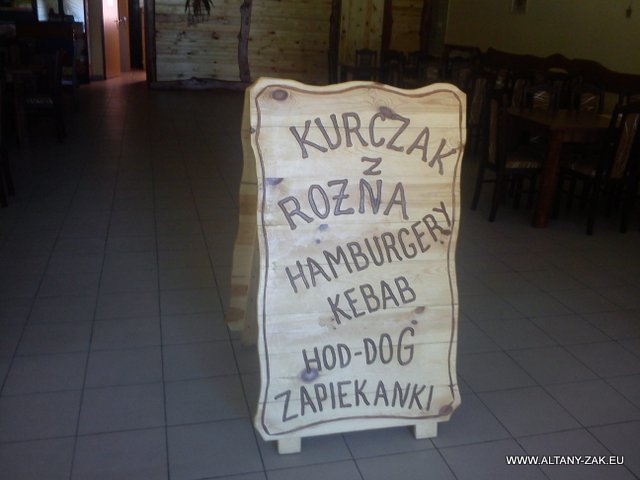 KURCZAK
Z
ROŻNA
HAMBURGERY
KEBAB
HOD-DOG
ZAPIEKANKI
WWW.ALTANY-ZAK.EU